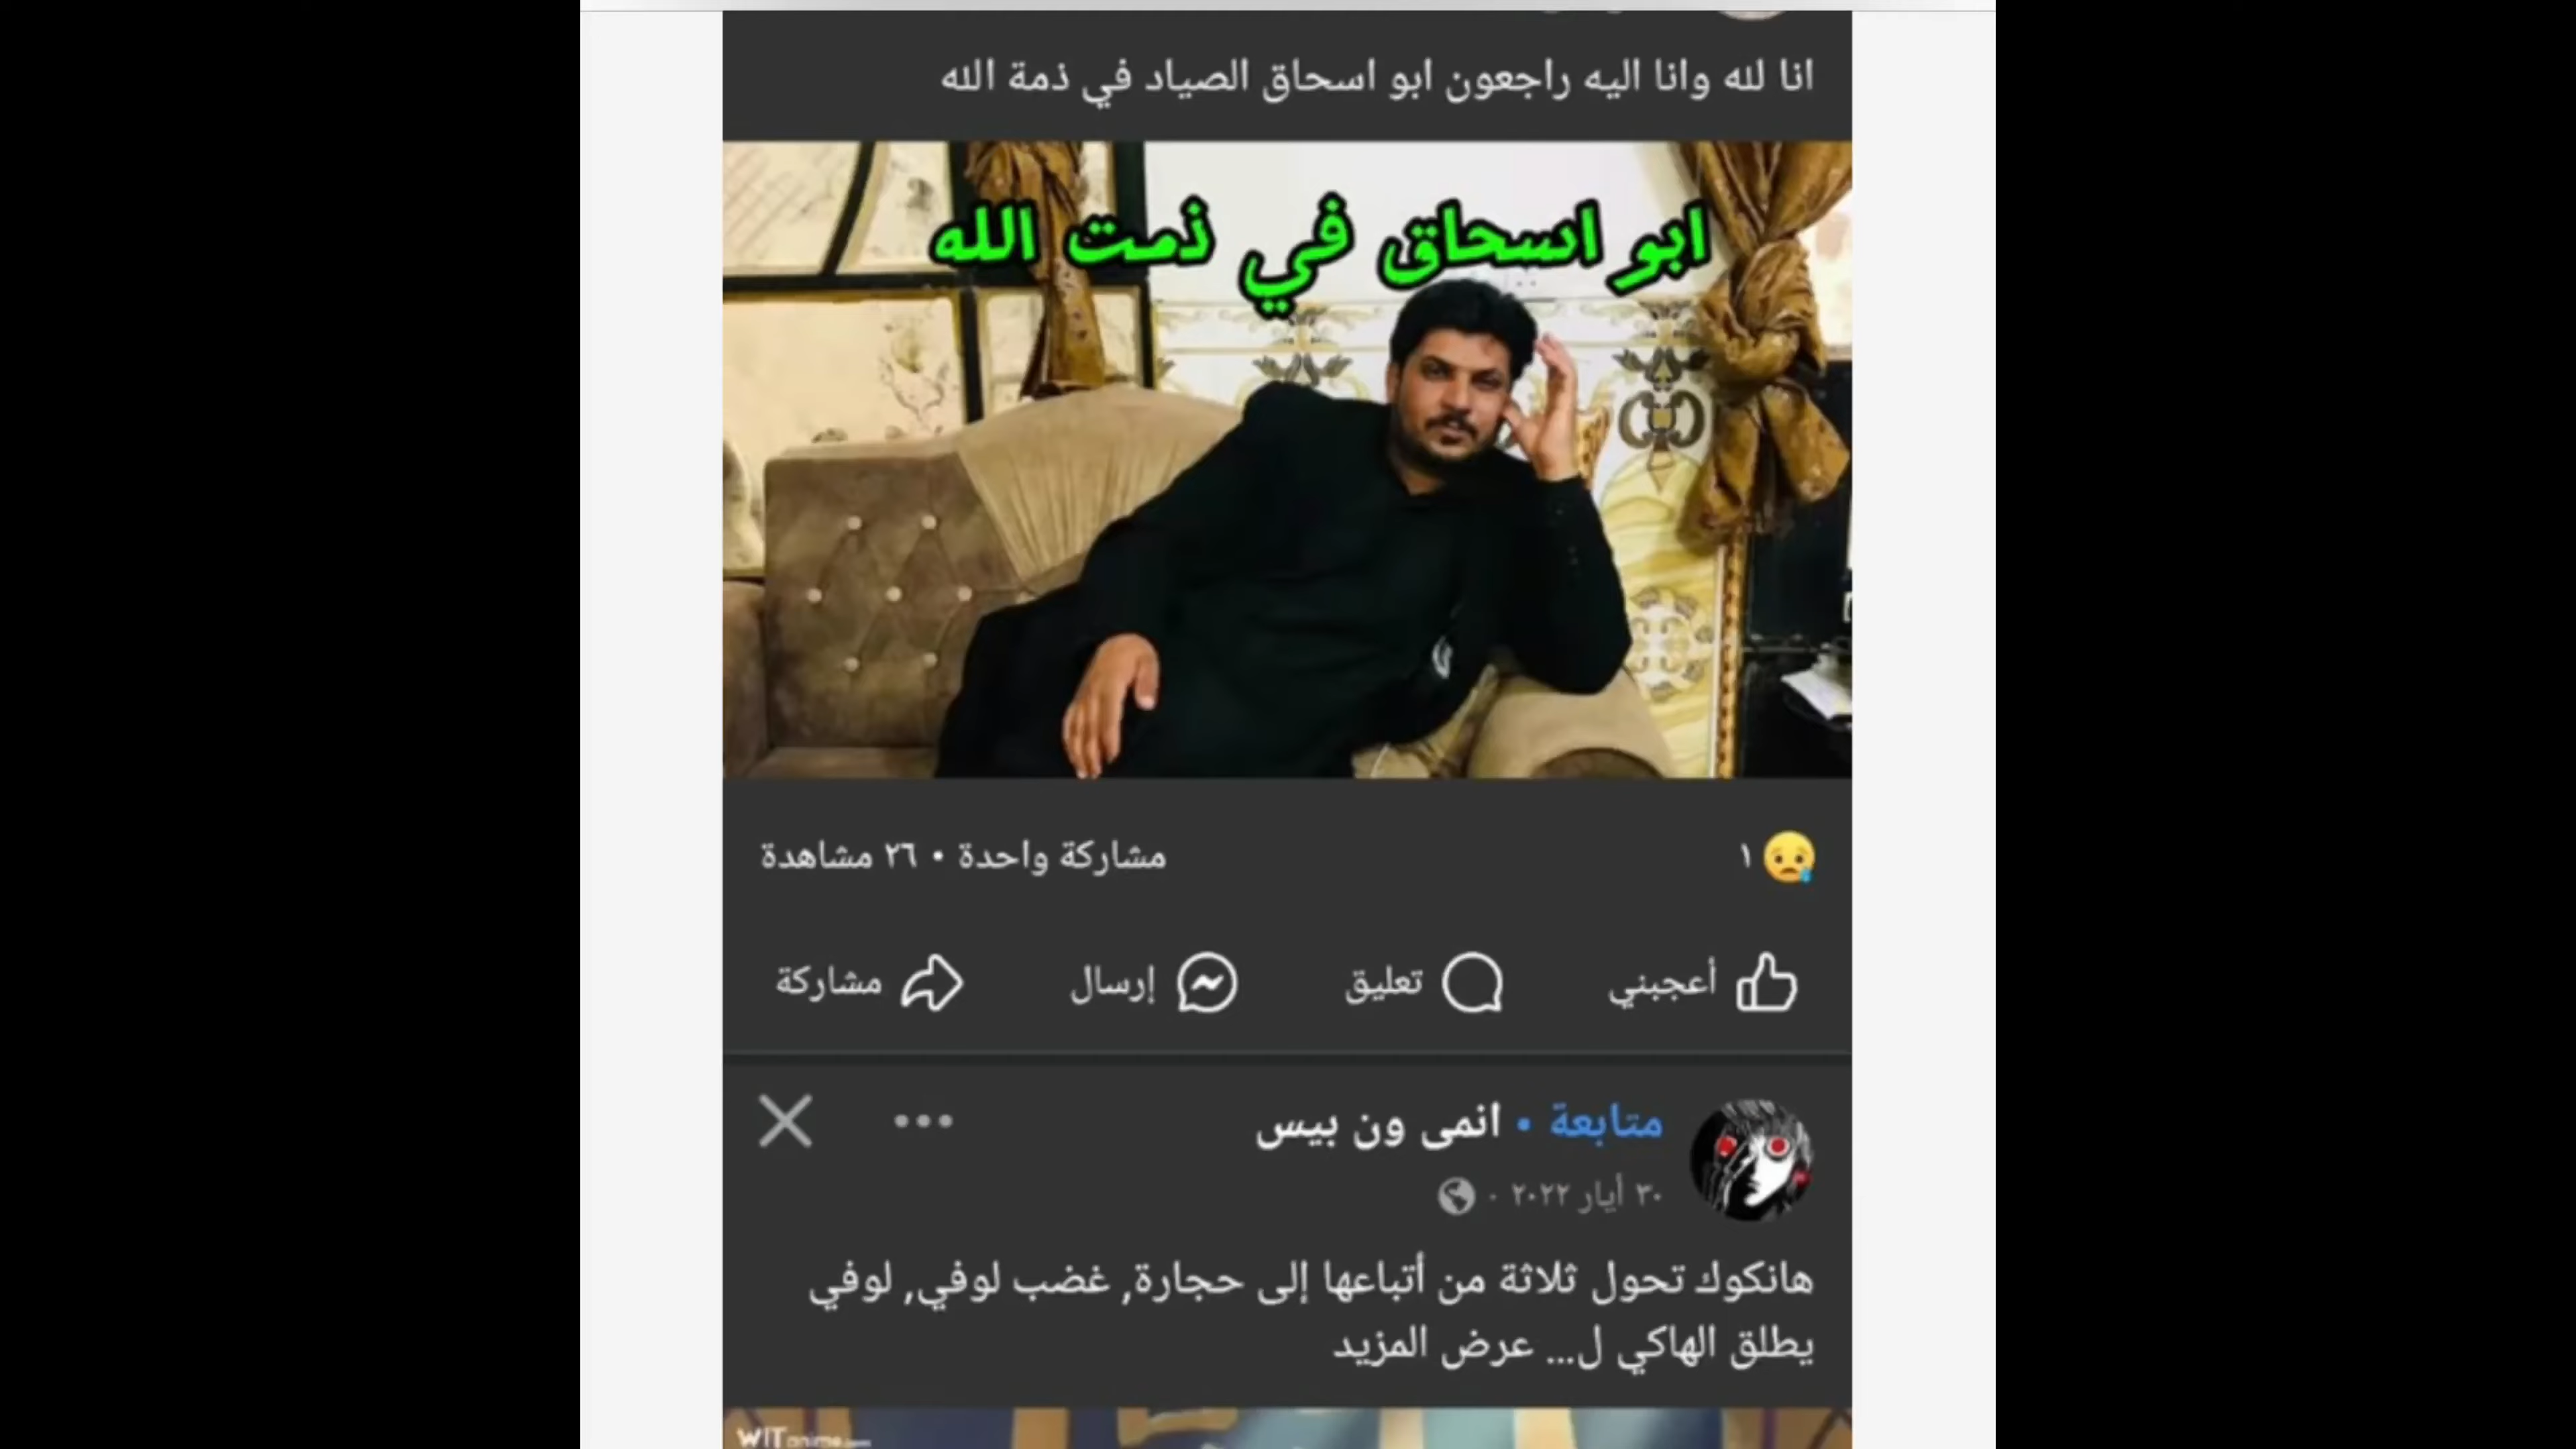 انا لله وانا اليه راجعون ابو اسحاق الصياد في ذمة الله
ابو اسحاق في ذمت الله
١
مشاركة واحدة • ٢٦ مشاهدة
أعجبني
تعليق
إرسال
مشاركة
انمى ون بيس • متابعة
٣٠ أيار ٢٠٢٢ ·
هانكوك تحول ثلاثة من أتباعها إلى حجارة, غضب لوفي, لوفي
يطلق الهاكي ل... عرض المزيد
WITanime.com